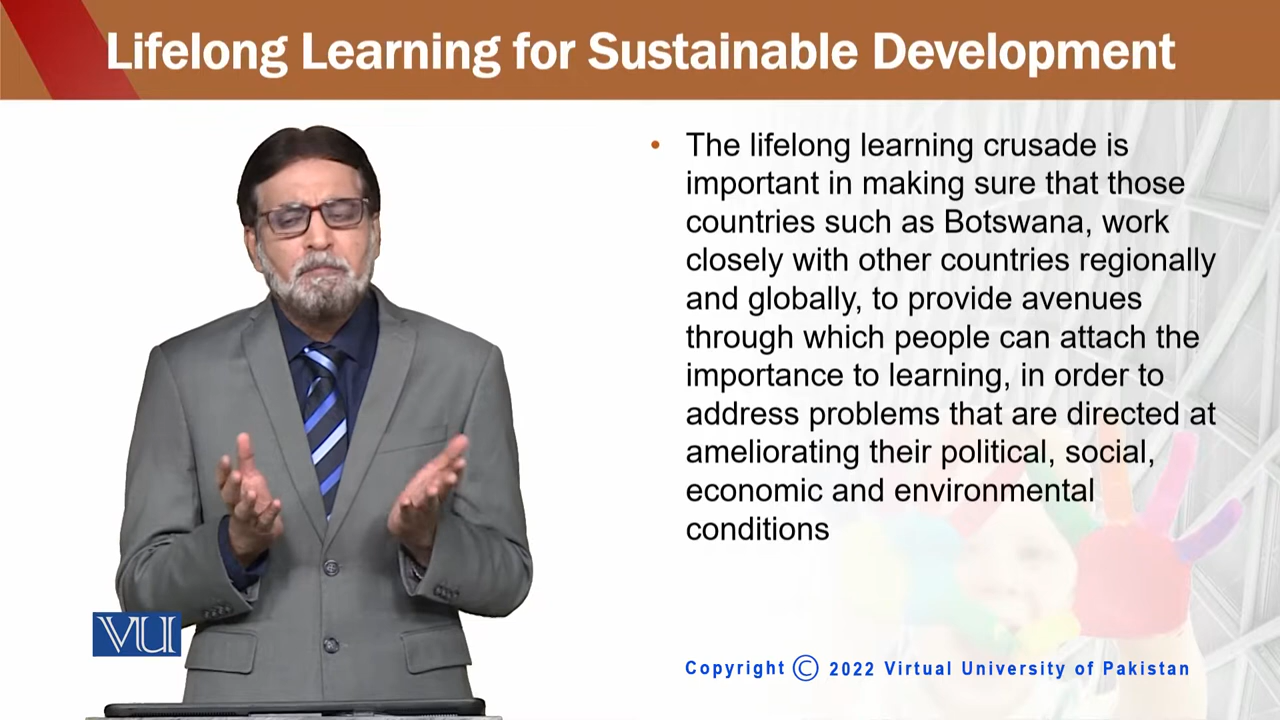 Lifelong Learning for Sustainable Development
• The lifelong learning crusade is
important in making sure that those
countries such as Botswana, work
closely with other countries regionally
and globally, to provide avenues
through which people can attach the
importance to learning, in order to
address problems that are directed at
ameliorating their political, social,
economic and environmental
conditions
VU
Copyright © 2022 Virtual University of Pakistan